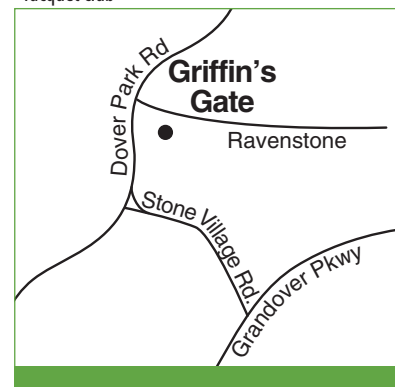 Dover Park Rd
Griffin's
Gate
Ravenstone
Stone Village Rd.
Grandover Pkwy